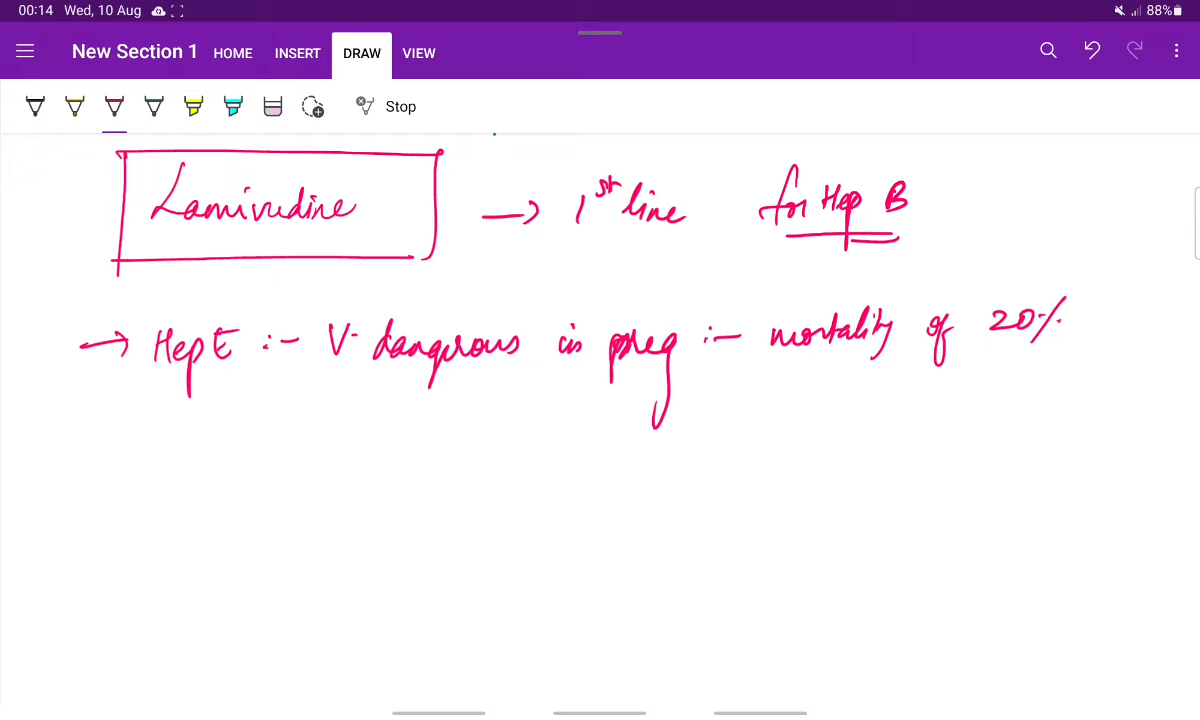 00:14 Wed, 10 Aug 88%
New Section 1 HOME INSERT DRAW VIEW
Stop
Lamivudine → 1st line for Hep B
→ Hep E :- V. dangerous in preg :- mortality of 20%